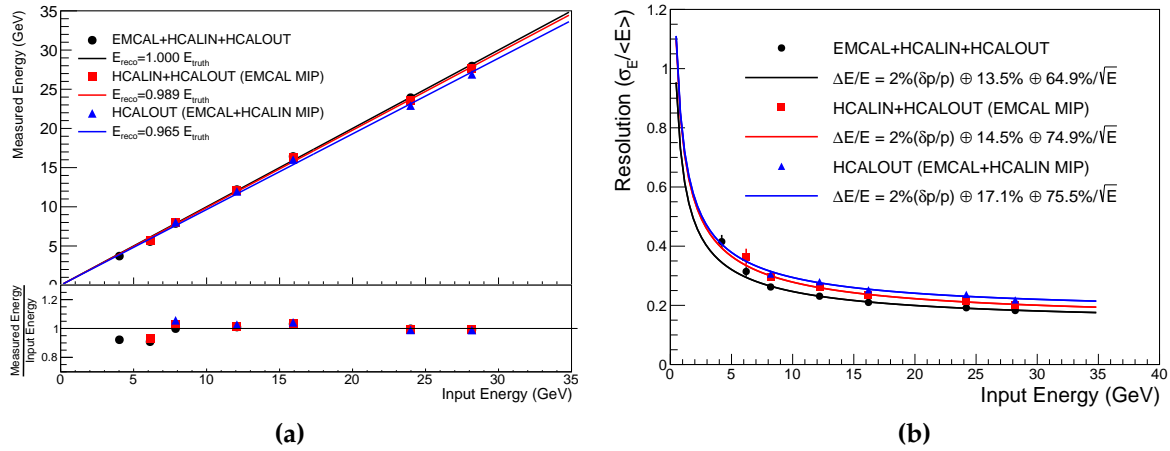 Measured Energy (GeV)
35
30
25
20
15
10
5
0
EMCAL+HCALIN+HCALOUT
E_reco=1.000 E_truth
HCALIN+HCALOUT (EMCAL MIP)
E_reco=0.989 E_truth
HCALOUT (EMCAL+HCALIN MIP)
E_reco=0.965 E_truth
Measured Energy
Input Energy
1.2
1
0.8
0 5 10 15 20 25 30 35
Input Energy (GeV)
(a)
Resolution (σ_E/<E>)
1.2
1
0.8
0.6
0.4
0.2
0
EMCAL+HCALIN+HCALOUT
ΔE/E = 2%(δp/p) ⊕ 13.5% ⊕ 64.9%/√E
HCALIN+HCALOUT (EMCAL MIP)
ΔE/E = 2%(δp/p) ⊕ 14.5% ⊕ 74.9%/√E
HCALOUT (EMCAL+HCALIN MIP)
ΔE/E = 2%(δp/p) ⊕ 17.1% ⊕ 75.5%/√E
0 5 10 15 20 25 30 35 40
Input Energy (GeV)
(b)